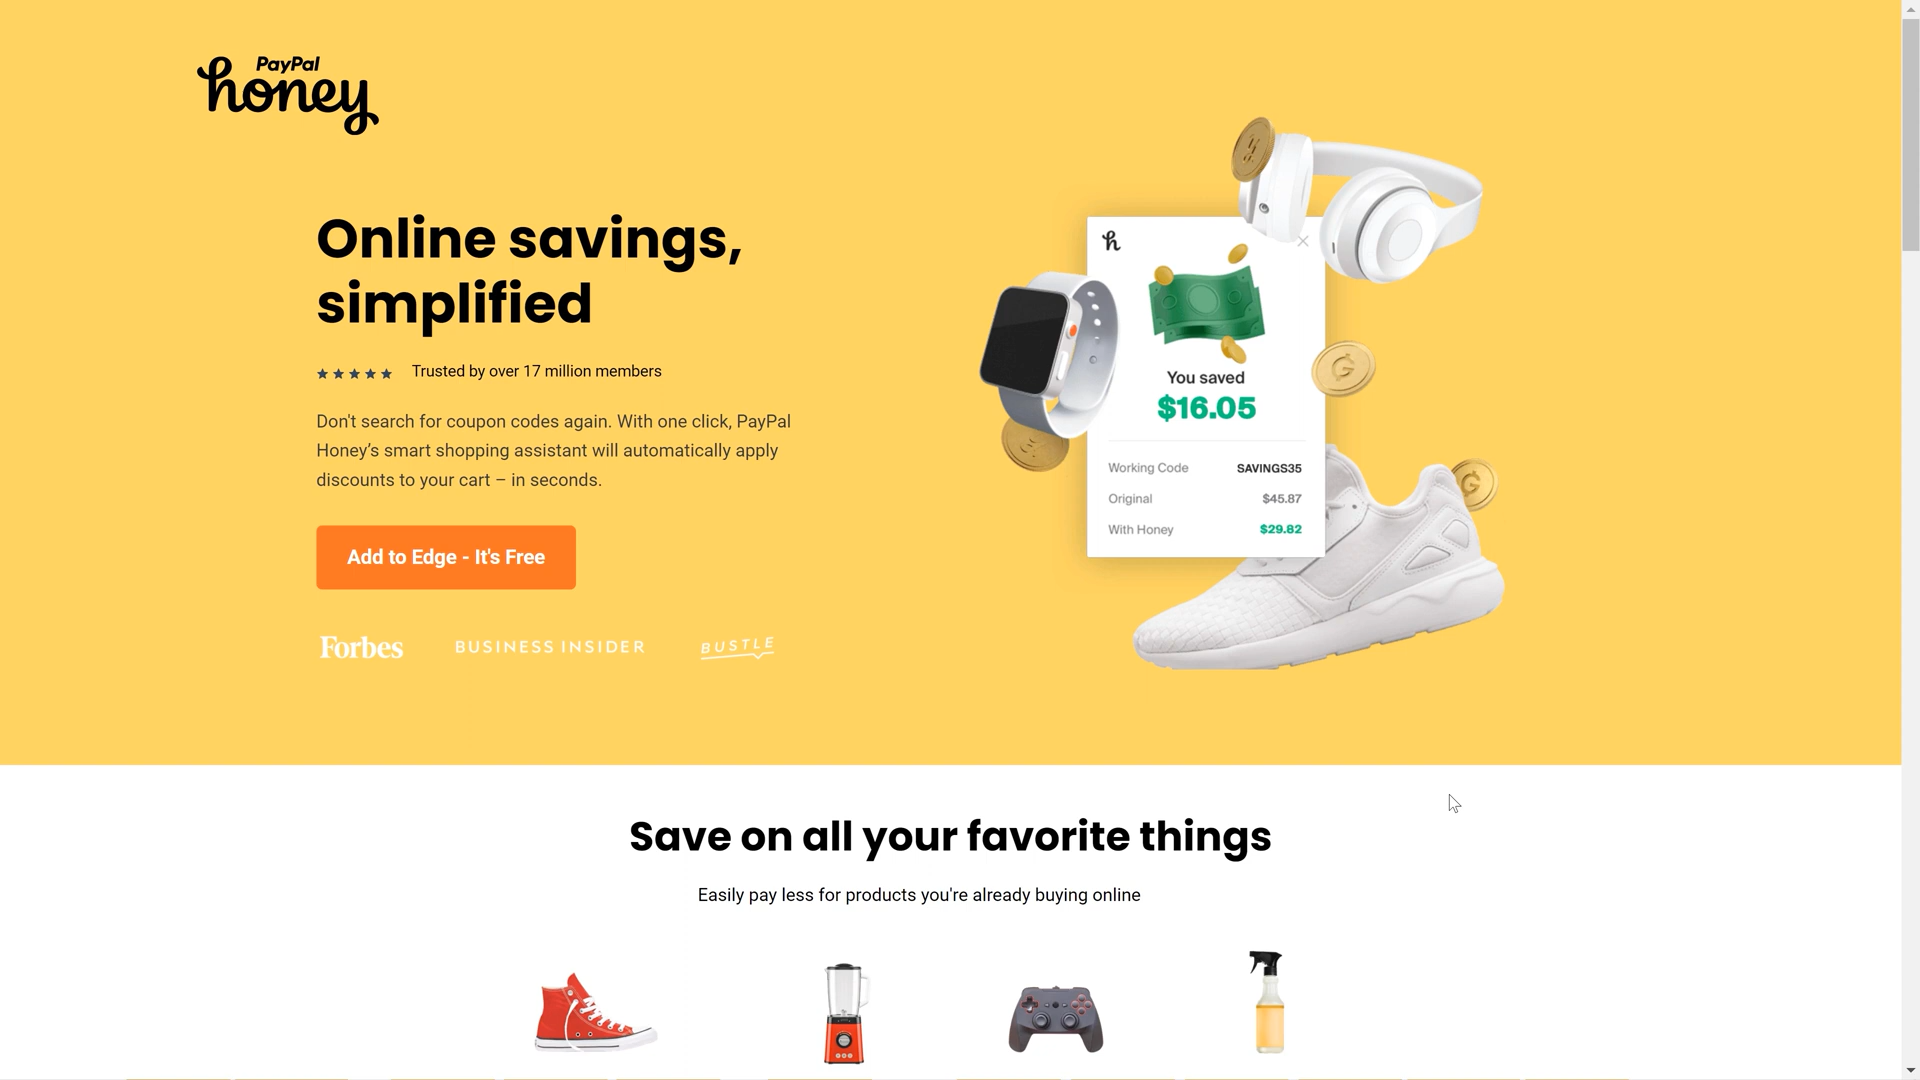 PayPal
honey
Online savings,
simplified
Trusted by over 17 million members
Don't search for coupon codes again. With one click, PayPal
Honey’s smart shopping assistant will automatically apply
discounts to your cart – in seconds.
Add to Edge - It's Free
Forbes
BUSINESS INSIDER
BUSTLE
h
You saved
$16.05
Working Code SAVINGS35
Original $45.87
With Honey $29.82
G
Save on all your favorite things
Easily pay less for products you're already buying online